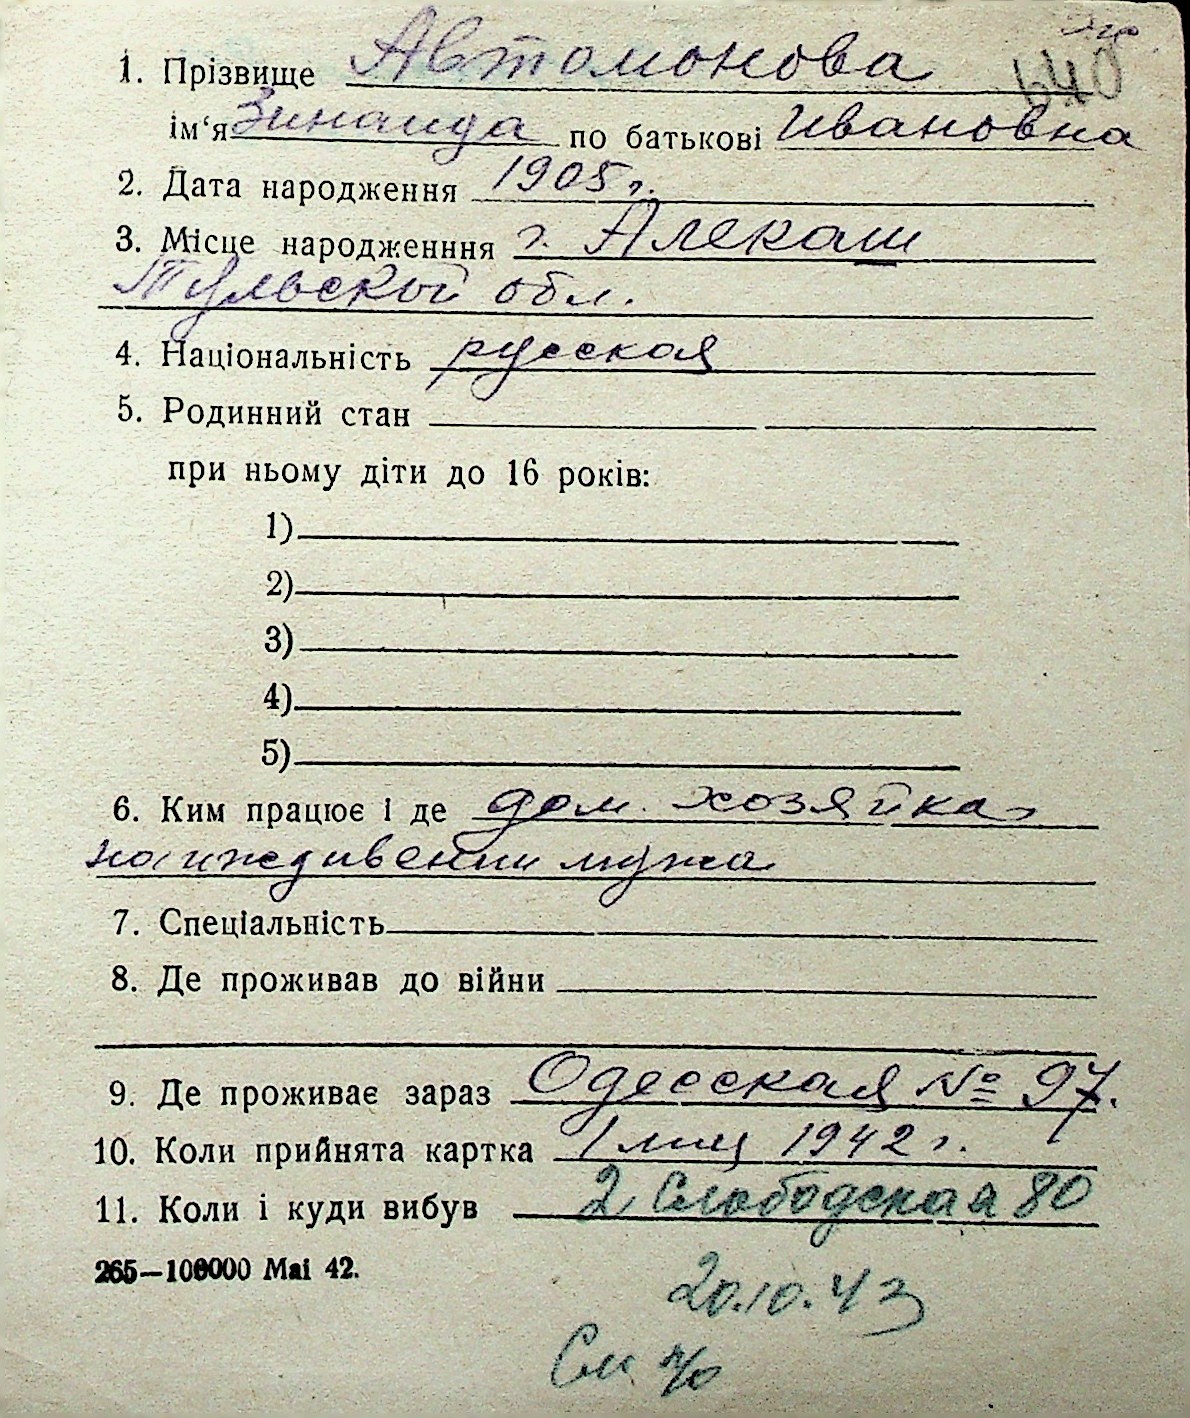 640
1. Прізвище Автомонова
ім‘я Зинаида по батькові Ивановна
2. Дата народження 1905 г.
3. Місце народженння г. Алекаш
Тульской обл.
4. Національність русская
5. Родинний стан
при ньому діти до 16 років:
1)
2)
3)
4)
5)
6. Ким працює і де дом. хозяйка
на иждивении мужа
7. Спеціальність
8. Де проживав до війни
9. Де проживає зараз Одесская № 97.
10. Коли прийнята картка 1 лип 1942 г.
11. Коли і куди вибув 2 Слободская 80
265—100000 Mai 42.
20.10.43
См